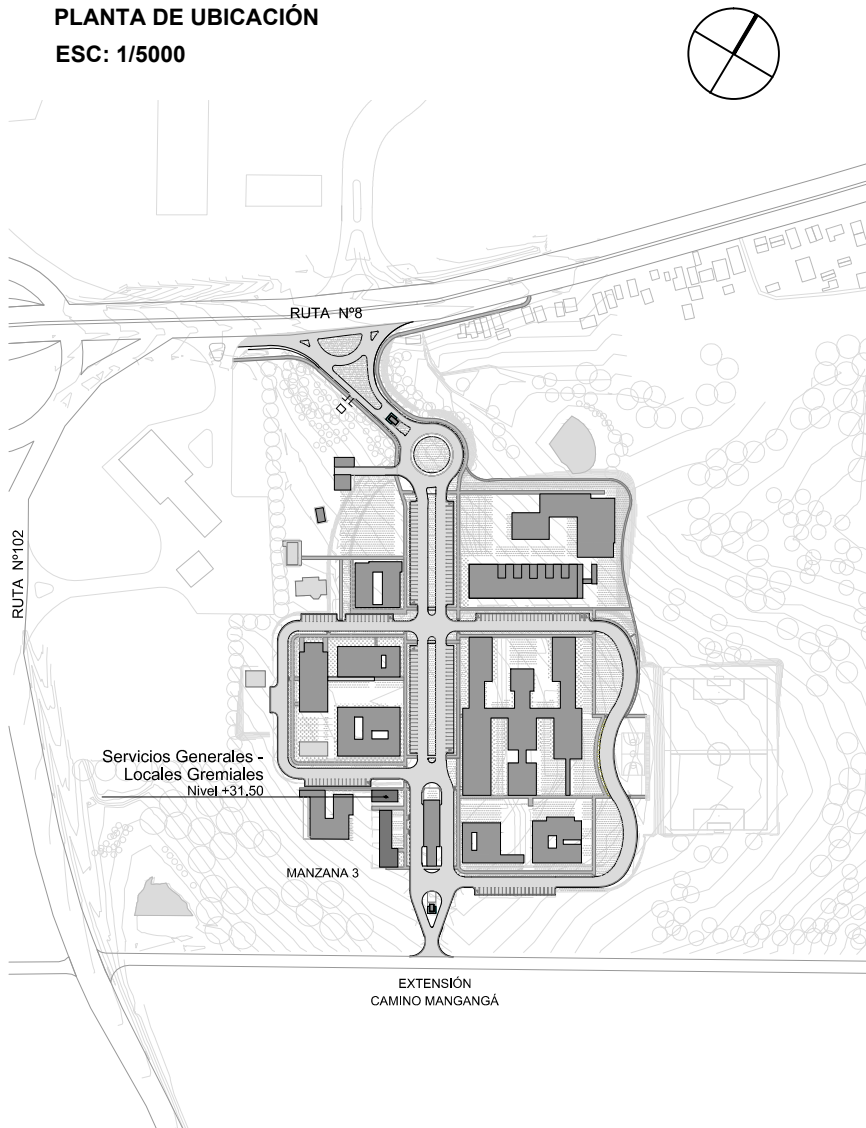 PLANTA DE UBICACIÓN
ESC: 1/5000
RUTA Nº8
RUTA Nº102
Servicios Generales -
Locales Gremiales
Nivel +31,50
MANZANA 3
EXTENSIÓN
CAMINO MANGANGÁ